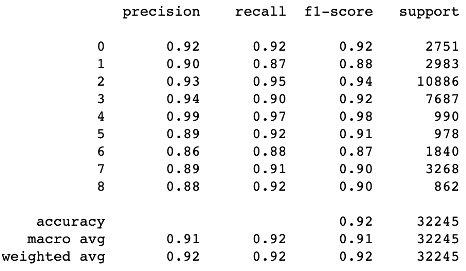 precision recall f1-score support
0 0.92 0.92 0.92 2751
1 0.90 0.87 0.88 2983
2 0.93 0.95 0.94 10886
3 0.94 0.90 0.92 7687
4 0.99 0.97 0.98 990
5 0.89 0.92 0.91 978
6 0.86 0.88 0.87 1840
7 0.89 0.91 0.90 3268
8 0.88 0.92 0.90 862
accuracy 0.92 32245
macro avg 0.91 0.92 0.91 32245
weighted avg 0.92 0.92 0.92 32245